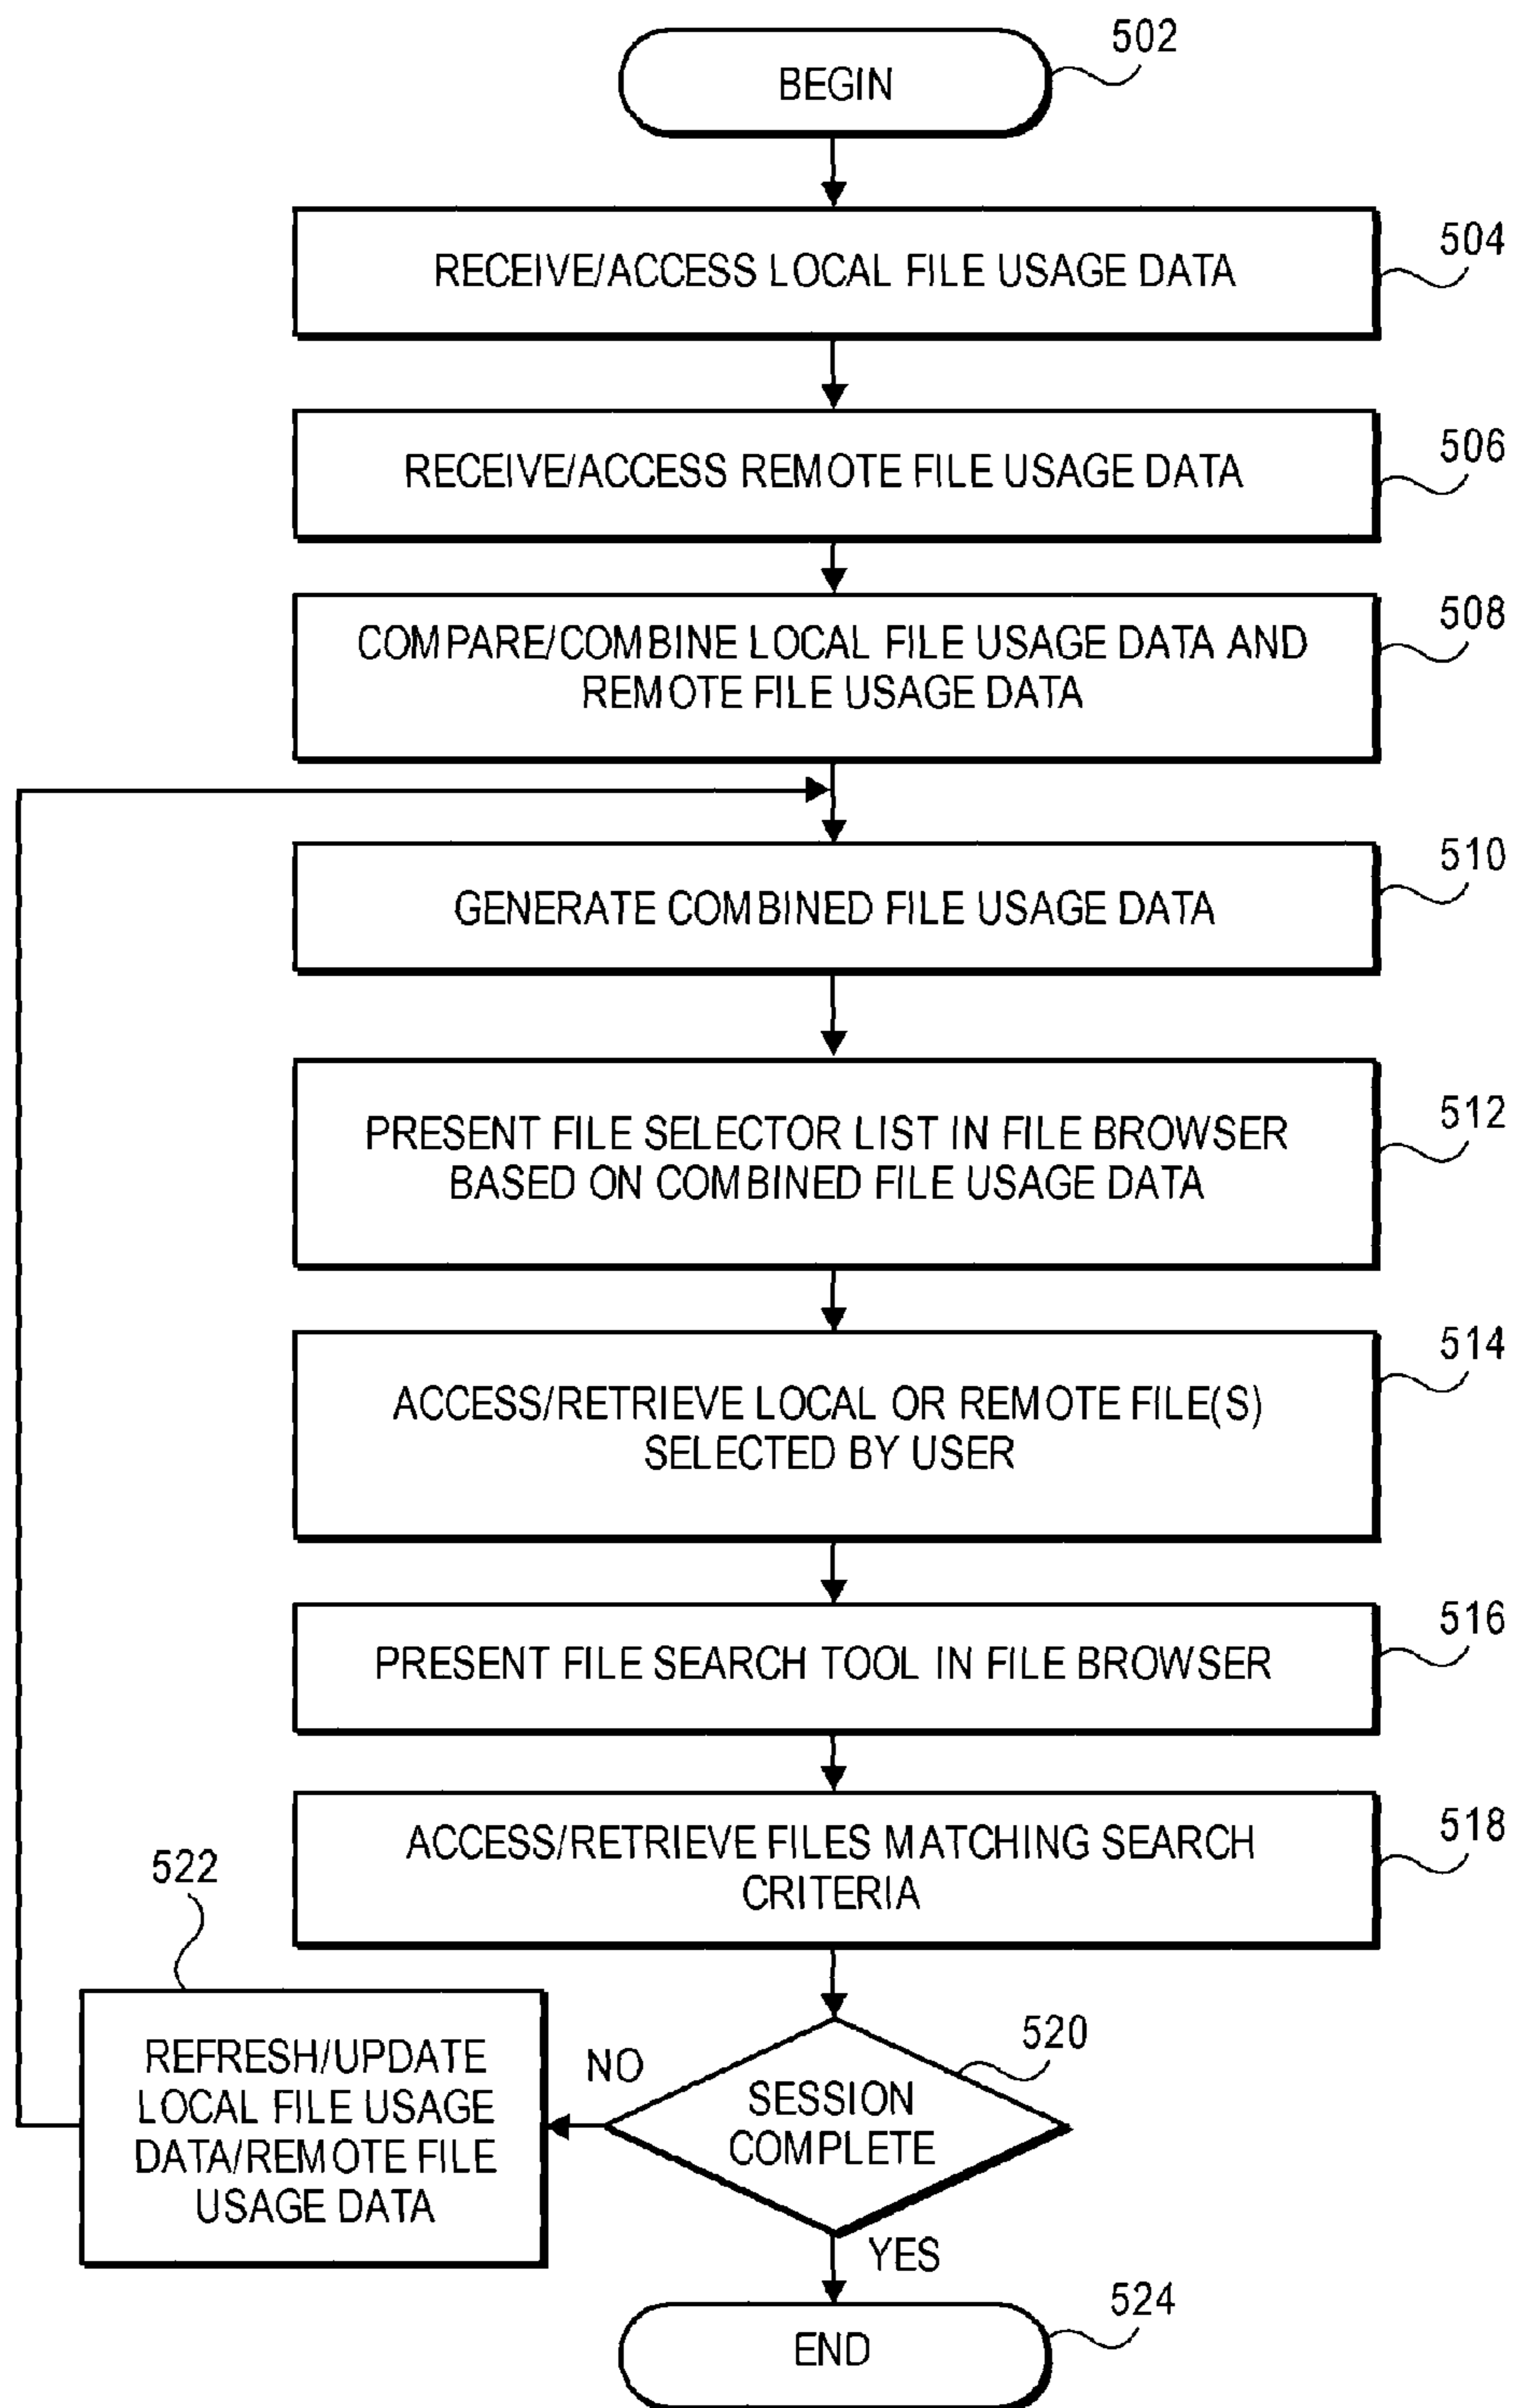 502
BEGIN
504
RECEIVE/ACCESS LOCAL FILE USAGE DATA
506
RECEIVE/ACCESS REMOTE FILE USAGE DATA
508
COMPARE/COMBINE LOCAL FILE USAGE DATA AND
REMOTE FILE USAGE DATA
510
GENERATE COMBINED FILE USAGE DATA
512
PRESENT FILE SELECTOR LIST IN FILE BROWSER
BASED ON COMBINED FILE USAGE DATA
514
ACCESS/RETRIEVE LOCAL OR REMOTE FILE(S)
SELECTED BY USER
516
PRESENT FILE SEARCH TOOL IN FILE BROWSER
518
ACCESS/RETRIEVE FILES MATCHING SEARCH
CRITERIA
522
REFRESH/UPDATE
LOCAL FILE USAGE
DATA/REMOTE FILE
USAGE DATA
NO
520
SESSION
COMPLETE
YES
524
END